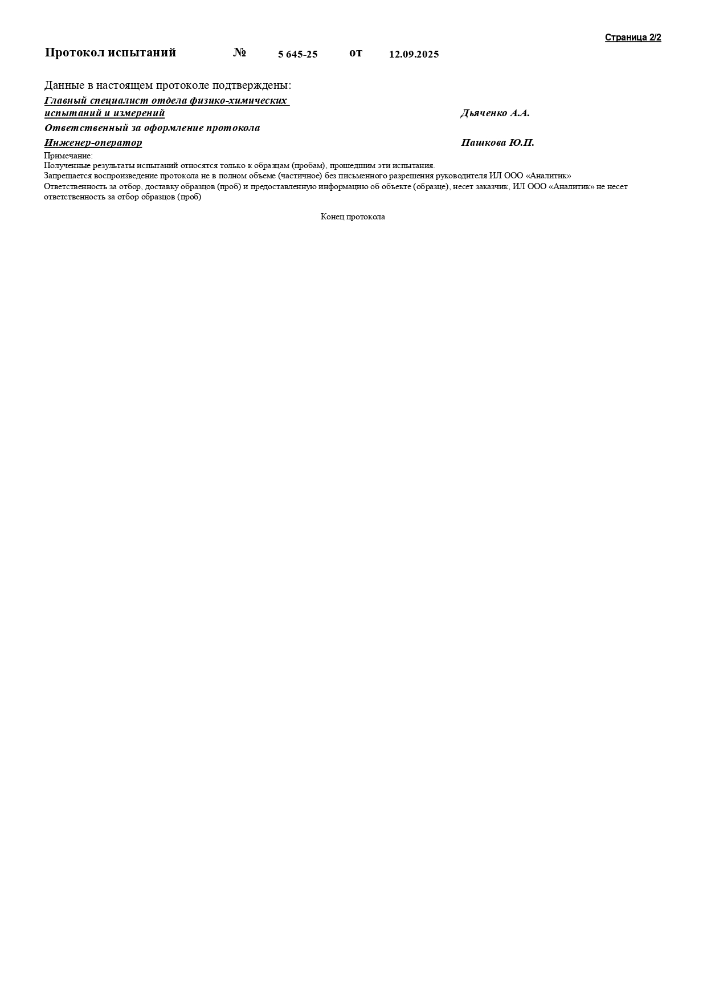 Страница 2/2
Протокол испытаний № 5 645-25 от 12.09.2025
Данные в настоящем протоколе подтверждены:
Главный специалист отдела физико-химических
испытаний и измерений Дьяченко А.А.
Ответственный за оформление протокола
Инженер-оператор Пашкова Ю.П.
Примечание:
Полученные результаты испытаний относятся только к образцам (пробам), прошедшим эти испытания.
Запрещается воспроизведение протокола не в полном объеме (частичное) без письменного разрешения руководителя ИЛ ООО «Аналитик»
Ответственность за отбор, доставку образцов (проб) и предоставленную информацию об объекте (образце), несет заказчик, ИЛ ООО «Аналитик» не несет
ответственность за отбор образцов (проб)
Конец протокола